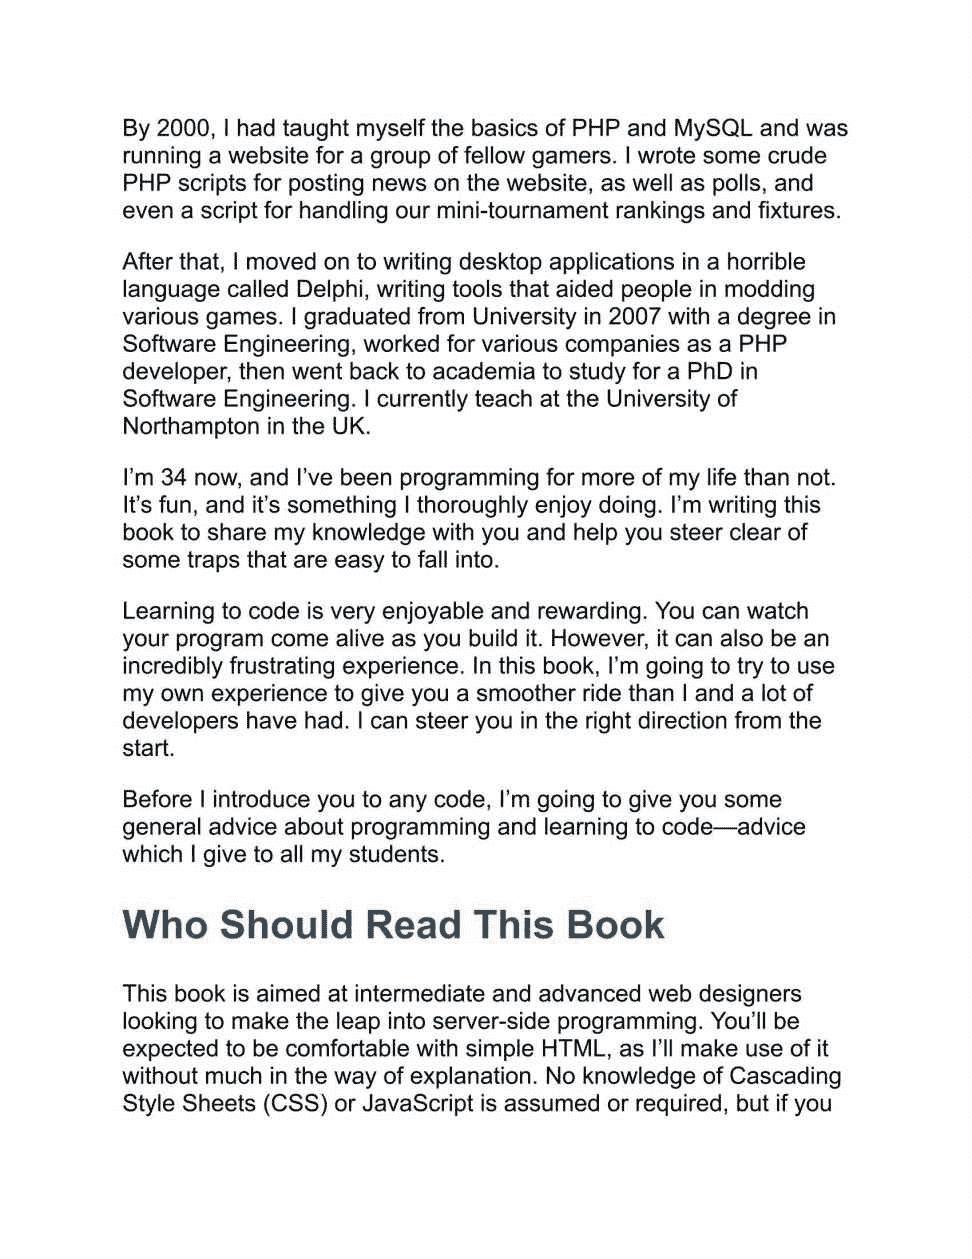 By 2000, I had taught myself the basics of PHP and MySQL and was
running a website for a group of fellow gamers. I wrote some crude
PHP scripts for posting news on the website, as well as polls, and
even a script for handling our mini-tournament rankings and fixtures.
After that, I moved on to writing desktop applications in a horrible
language called Delphi, writing tools that aided people in modding
various games. I graduated from University in 2007 with a degree in
Software Engineering, worked for various companies as a PHP
developer, then went back to academia to study for a PhD in
Software Engineering. I currently teach at the University of
Northampton in the UK.
I’m 34 now, and I’ve been programming for more of my life than not.
It’s fun, and it’s something I thoroughly enjoy doing. I’m writing this
book to share my knowledge with you and help you steer clear of
some traps that are easy to fall into.
Learning to code is very enjoyable and rewarding. You can watch
your program come alive as you build it. However, it can also be an
incredibly frustrating experience. In this book, I’m going to try to use
my own experience to give you a smoother ride than I and a lot of
developers have had. I can steer you in the right direction from the
start.
Before I introduce you to any code, I’m going to give you some
general advice about programming and learning to code—advice
which I give to all my students.
Who Should Read This Book
This book is aimed at intermediate and advanced web designers
looking to make the leap into server-side programming. You’ll be
expected to be comfortable with simple HTML, as I’ll make use of it
without much in the way of explanation. No knowledge of Cascading
Style Sheets (CSS) or JavaScript is assumed or required, but if you